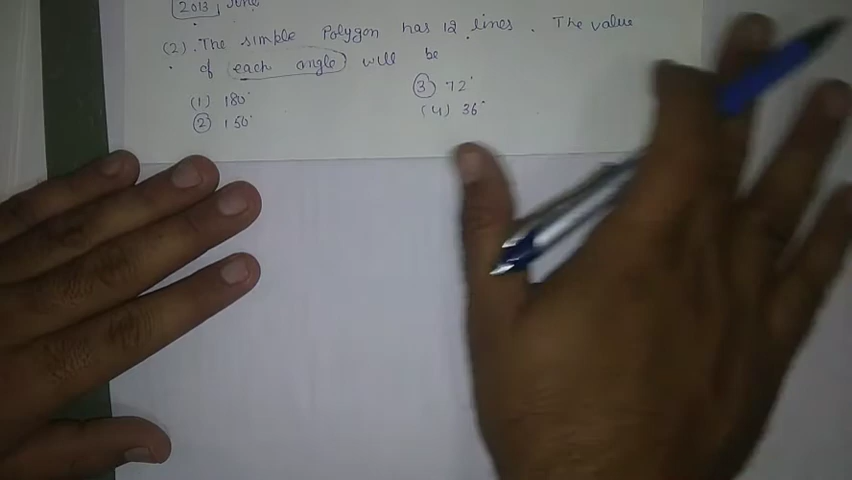 2013, June
(2). The simple Polygon has 12 lines. The value
of each angle will be
(1) 180°
(2) 150°
(3) 72°
(4) 36°